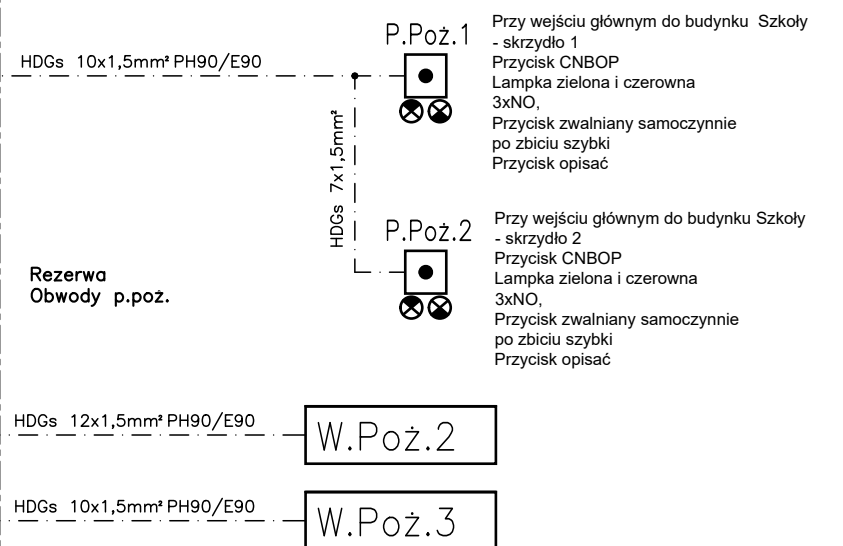 P.Poż.1
Przy wejściu głównym do budynku Szkoły
- skrzydło 1
Przycisk CNBOP
Lampka zielona i czerowna
3xNO,
Przycisk zwalniany samoczynnie
po zbiciu szybki
Przycisk opisać
HDGs 10x1,5mm² PH90/E90
HDGs 7x1,5mm²
P.Poż.2
Przy wejściu głównym do budynku Szkoły
- skrzydło 2
Przycisk CNBOP
Lampka zielona i czerowna
3xNO,
Przycisk zwalniany samoczynnie
po zbiciu szybki
Przycisk opisać
Rezerwa
Obwody p.poż.
HDGs 12x1,5mm² PH90/E90
W.Poż.2
HDGs 10x1,5mm² PH90/E90
W.Poż.3